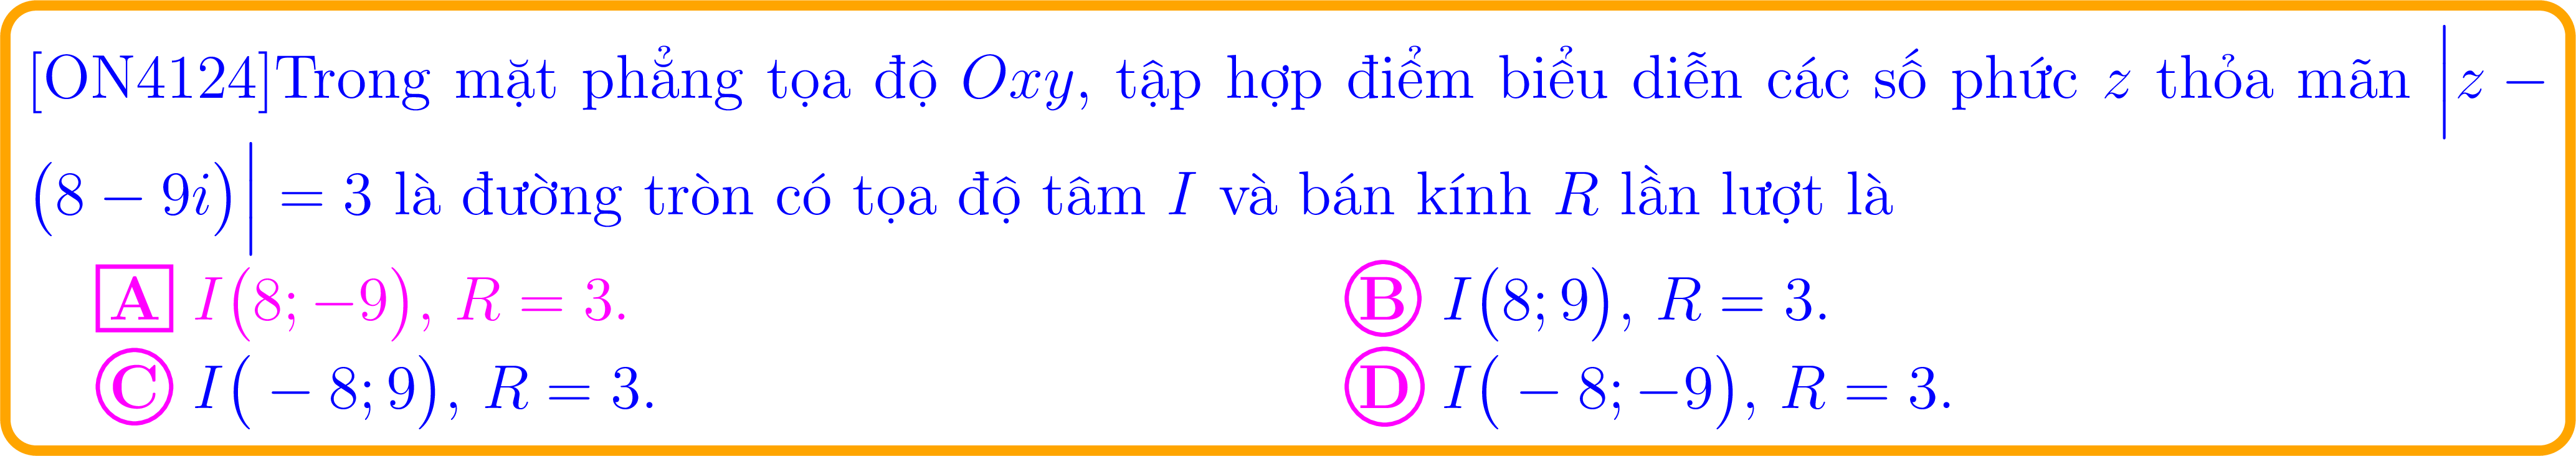 [ON4124]Trong mặt phẳng tọa độ Oxy, tập hợp điểm biểu diễn các số phức z thỏa mãn |z −
(8 − 9i)| = 3 là đường tròn có tọa độ tâm I và bán kính R lần lượt là
A I(8; −9), R = 3. B I(8; 9), R = 3.
C I( − 8; 9), R = 3. D I( − 8; −9), R = 3.